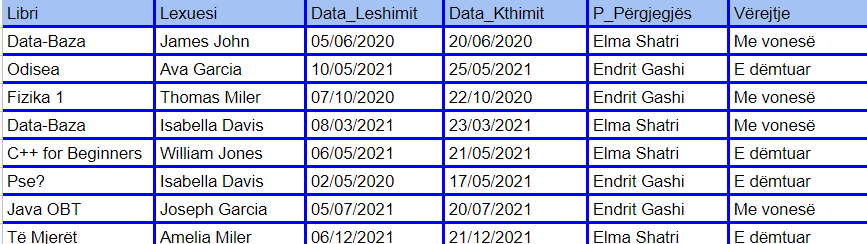 Libri Lexuesi Data_Leshimit Data_Kthimit P_Përgjegjës Vërejtje
Data-Baza James John 05/06/2020 20/06/2020 Elma Shatri Me vonesë
Odisea Ava Garcia 10/05/2021 25/05/2021 Endrit Gashi E dëmtuar
Fizika 1 Thomas Miler 07/10/2020 22/10/2020 Endrit Gashi Me vonesë
Data-Baza Isabella Davis 08/03/2021 23/03/2021 Elma Shatri Me vonesë
C++ for Beginners William Jones 06/05/2021 21/05/2021 Elma Shatri E dëmtuar
Pse? Isabella Davis 02/05/2020 17/05/2021 Endrit Gashi E dëmtuar
Java OBT Joseph Garcia 05/07/2021 20/07/2021 Endrit Gashi Me vonesë
Të Mjerët Amelia Miler 06/12/2021 21/12/2021 Elma Shatri E dëmtuar